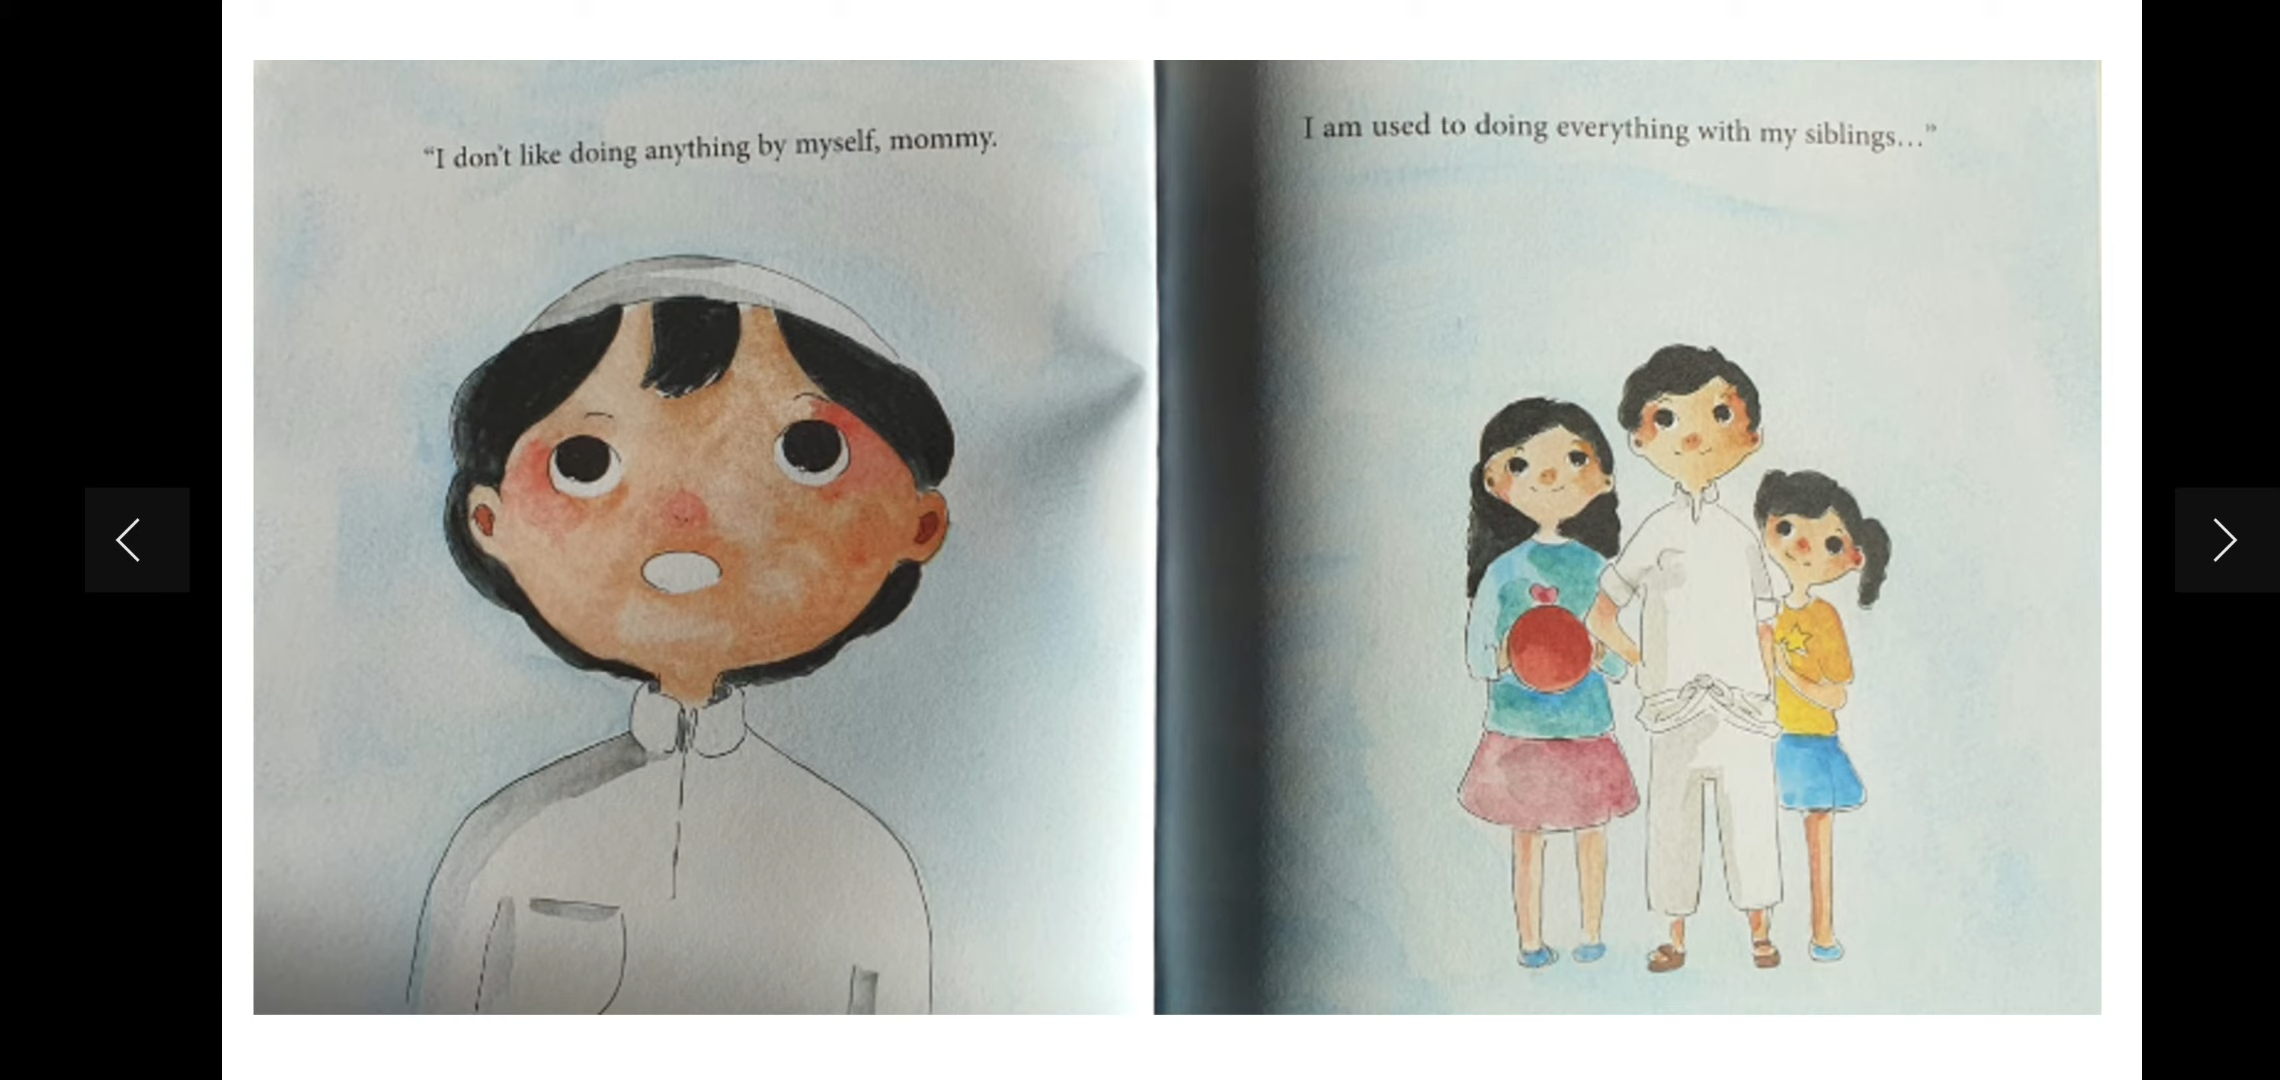 “I don’t like doing anything by myself, mommy.
I am used to doing everything with my siblings…”